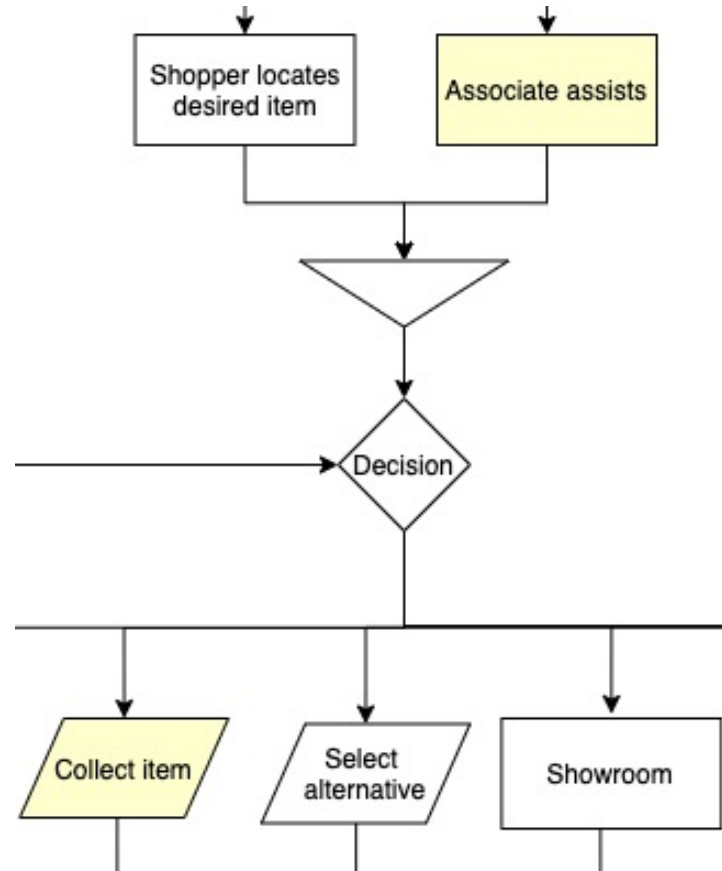 Shopper locates
desired item
Associate assists
Decision
Collect item
Select
alternative
Showroom